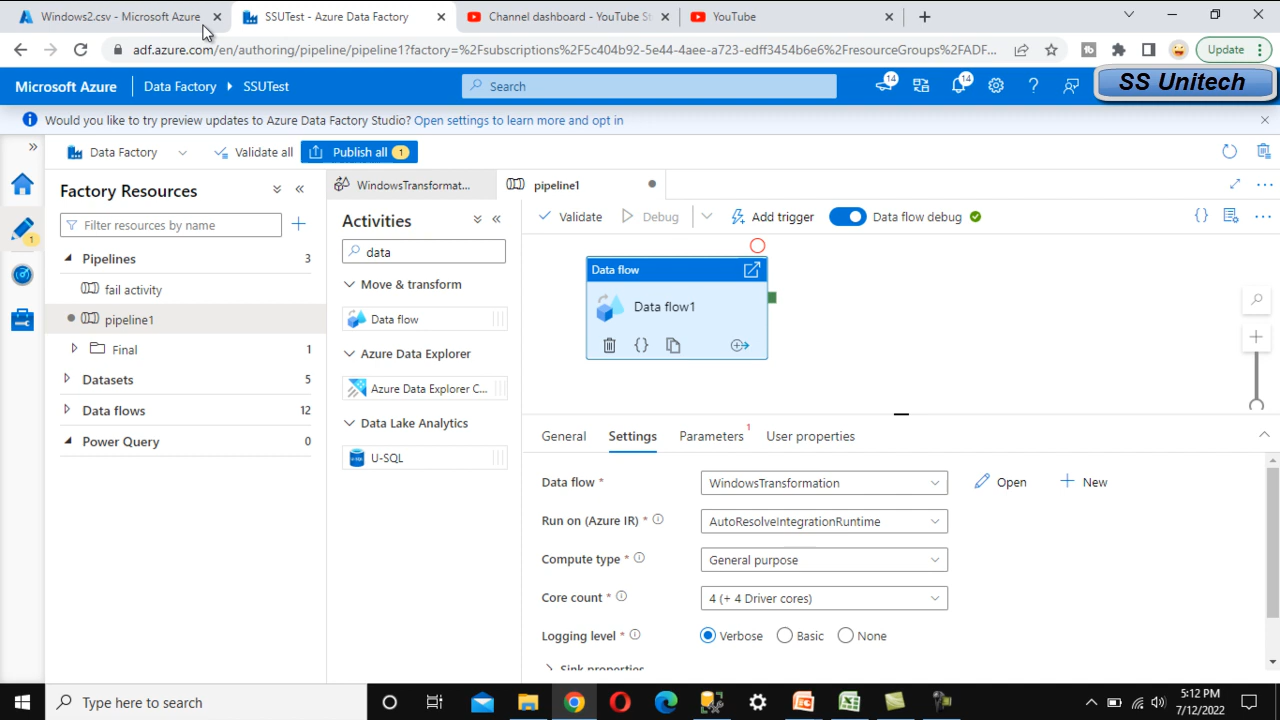 Windows2.csv - Microsoft Azure
SSUTest - Azure Data Factory
Channel dashboard - YouTube S
YouTube
adf.azure.com/en/authoring/pipeline/pipeline1?factory=%2Fsubscriptions%2F5c404b92-5e44-4aee-a723-edff3454b6e6%2FresourceGroups%2FADF...
Update
Microsoft Azure
Data Factory
SSUTest
Search
14
14
SS Unitech
Would you like to try preview updates to Azure Data Factory Studio? Open settings to learn more and opt in
Data Factory
Validate all
Publish all 1
Factory Resources
WindowsTransformat...
pipeline1
Filter resources by name
Activities
Validate
Debug
Add trigger
Data flow debug
1
data
Pipelines 3
fail activity
pipeline1
Final 1
Datasets 5
Data flows 12
Power Query 0
Move & transform
Data flow
Azure Data Explorer
Azure Data Explorer C...
Data Lake Analytics
U-SQL
Data flow
Data flow1
General
Settings
Parameters 1
User properties
Data flow *
WindowsTransformation
Open
New
Run on (Azure IR) *
AutoResolveIntegrationRuntime
Compute type *
General purpose
Core count *
4 (+ 4 Driver cores)
Logging level *
Verbose
Basic
None
Sink properties
Type here to search
5:12 PM
7/12/2022